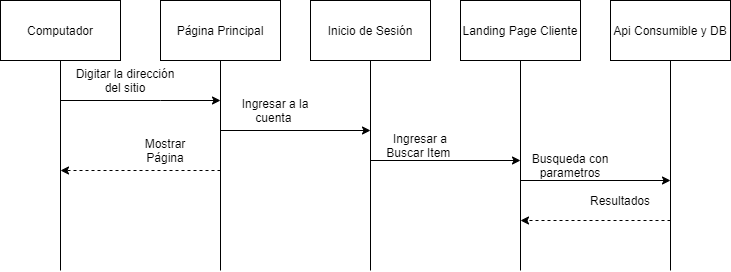 Computador
Página Principal
Inicio de Sesión
Landing Page Cliente
Api Consumible y DB
Digitar la dirección
del sitio
Ingresar a la
cuenta
Mostrar
Página
Ingresar a
Buscar Item
Busqueda con
parametros
Resultados